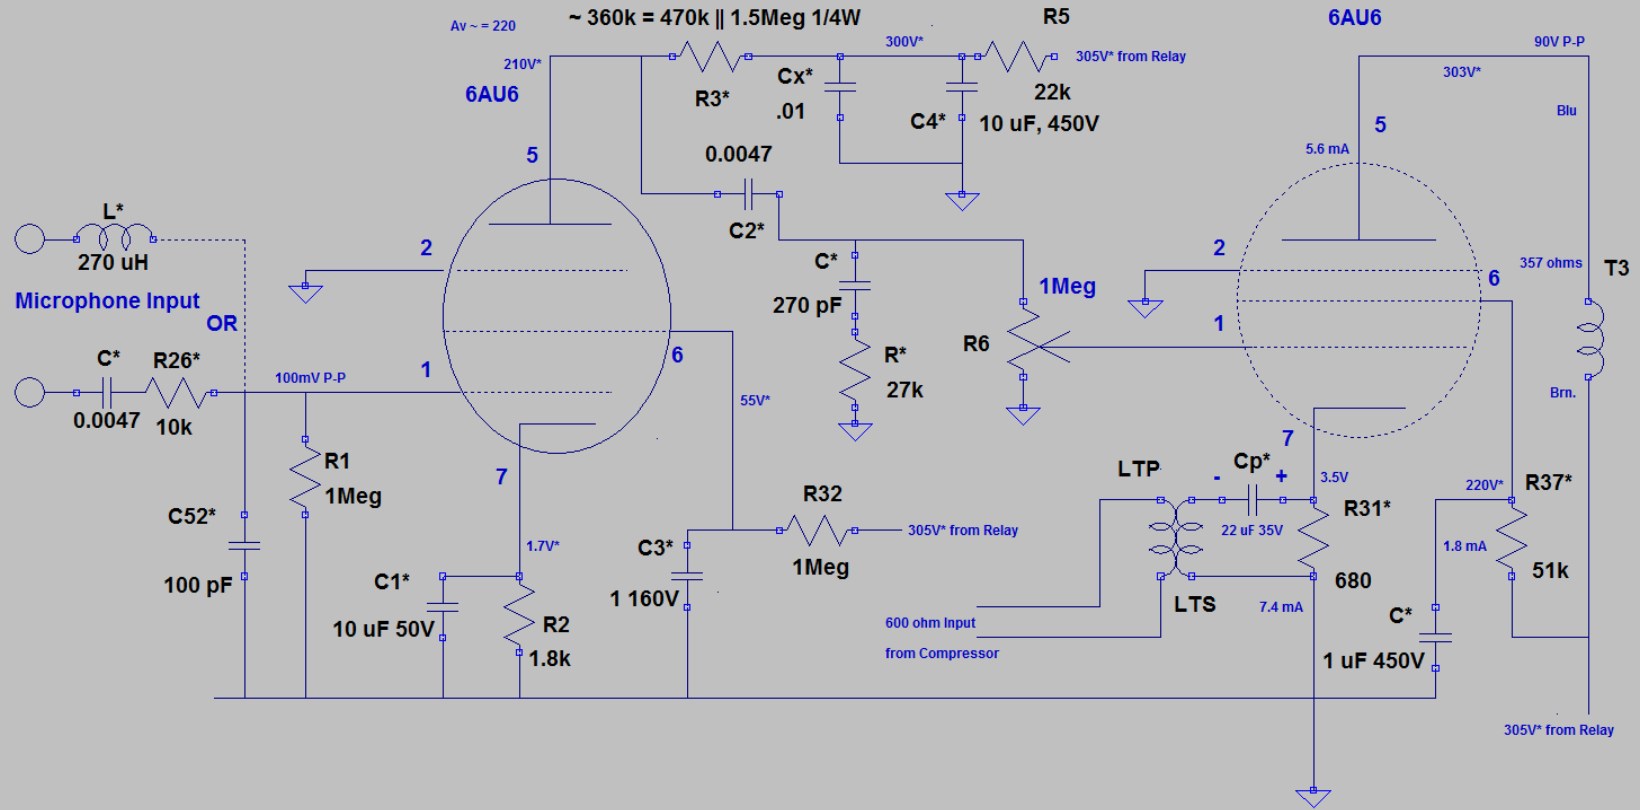 Av ~ = 220
~ 360k = 470k || 1.5Meg 1/4W
R5
6AU6
300V*
305V* from Relay
90V P-P
210V*
303V*
Cx*
6AU6
R3*
.01
22k
C4*
10 uF, 450V
Blu
5
5
0.0047
5.6 mA
L*
C2*
2
2
C*
270 uH
357 ohms
T3
6
Microphone Input
270 pF
1Meg
OR
1
R6
6
C*
R26*
R*
100mV P-P
1
27k
55V*
Brn.
0.0047
10k
7
R1
7
LTP
-
Cp*
+
3.5V
220V*
R37*
1Meg
R32
R31*
C52*
305V* from Relay
22 uF 35V
1.7V*
C3*
1.8 mA
1Meg
51k
100 pF
C1*
680
1 160V
LTS
7.4 mA
C*
10 uF 50V
R2
600 ohm Input
1.8k
from Compressor
1 uF 450V
305V* from Relay